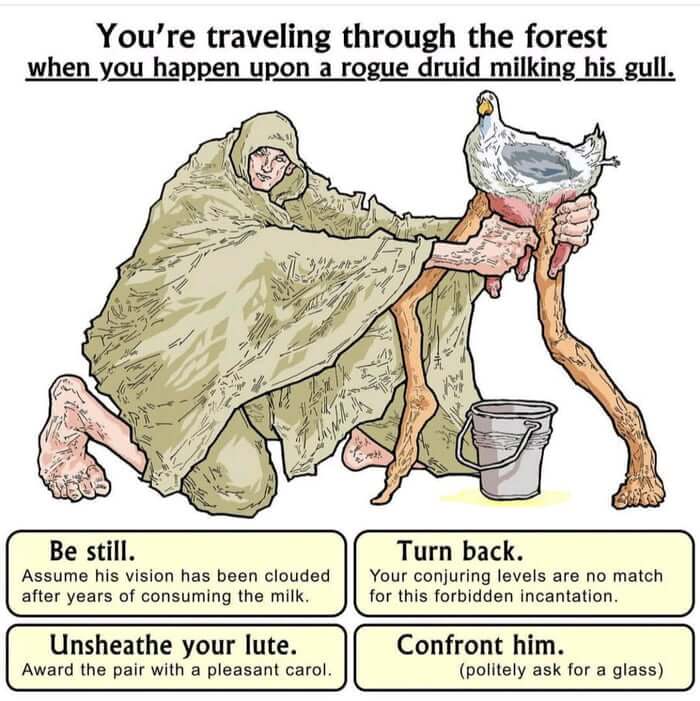 You're traveling through the forest
when you happen upon a rogue druid milking his gull.
Be still.
Assume his vision has been clouded
after years of consuming the milk.
Turn back.
Your conjuring levels are no match
for this forbidden incantation.
Unsheathe your lute.
Award the pair with a pleasant carol.
Confront him.
(politely ask for a glass)